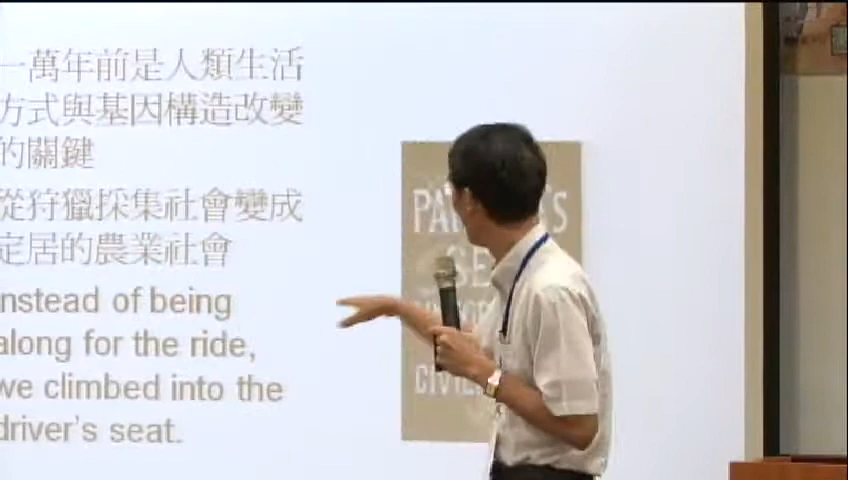 一萬年前是人類生活
方式與基因構造改變
的關鍵
從狩獵採集社會變成
定居的農業社會
nstead of being
along for the ride,
we climbed into the
driver's seat.